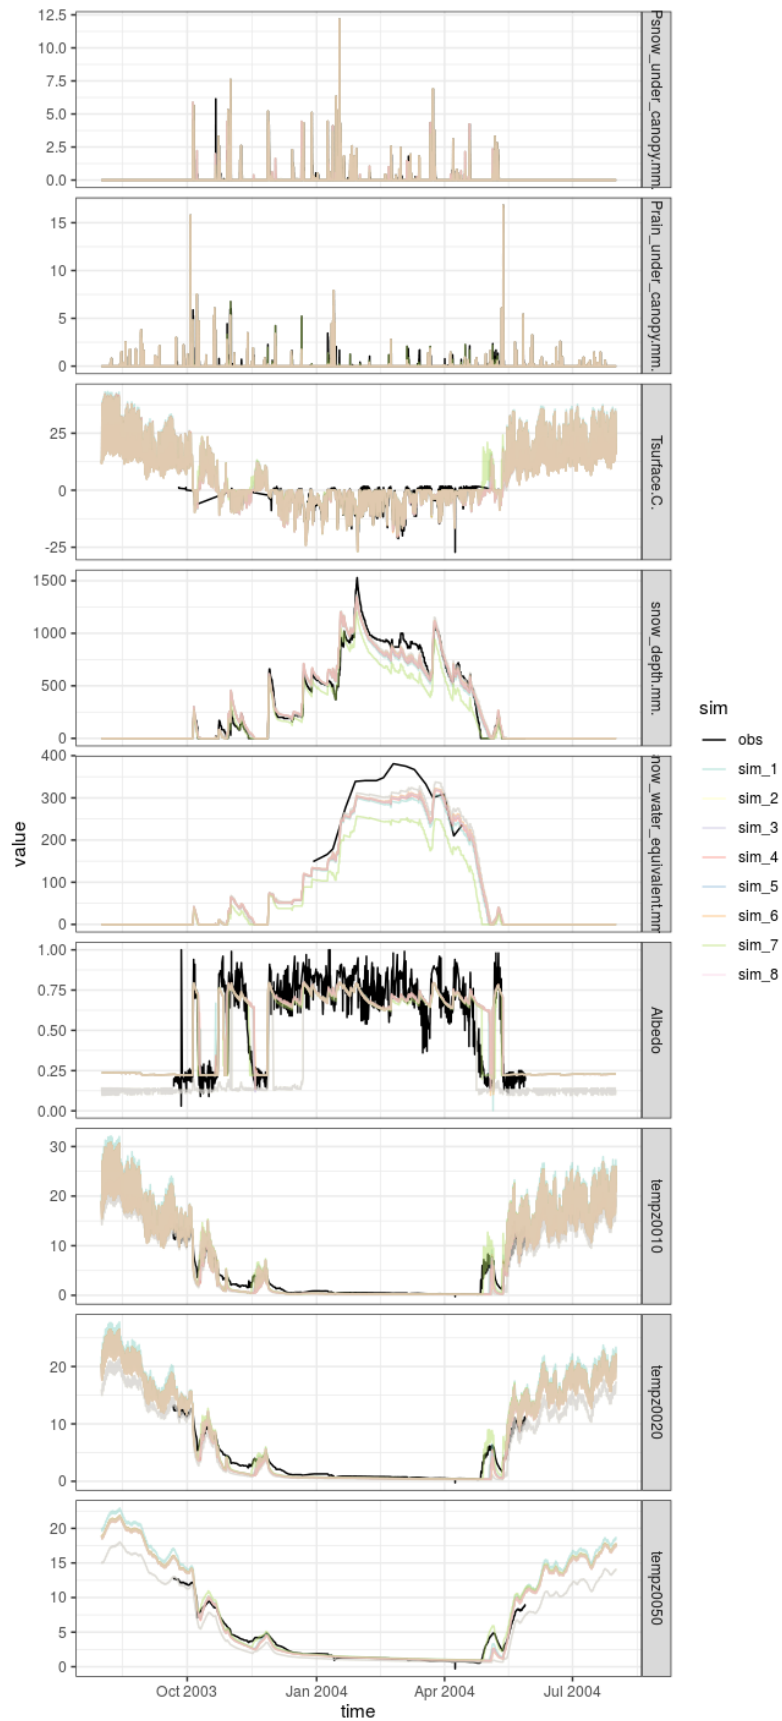 12.5
10.0
7.5
5.0
2.5
0.0
Psnow_under_canopy.mm.
15
10
5
0
Prain_under_canopy.mm.
25
0
-25
Tsurface.C.
1500
1000
500
0
snow_depth.mm.
400
300
200
100
0
now_water_equivalent.mm
1.00
0.75
0.50
0.25
0.00
Albedo
30
20
10
0
tempz0010
20
10
0
tempz0020
20
15
10
5
0
tempz0050
Oct 2003
Jan 2004
Apr 2004
Jul 2004
time
value
sim
obs
sim_1
sim_2
sim_3
sim_4
sim_5
sim_6
sim_7
sim_8